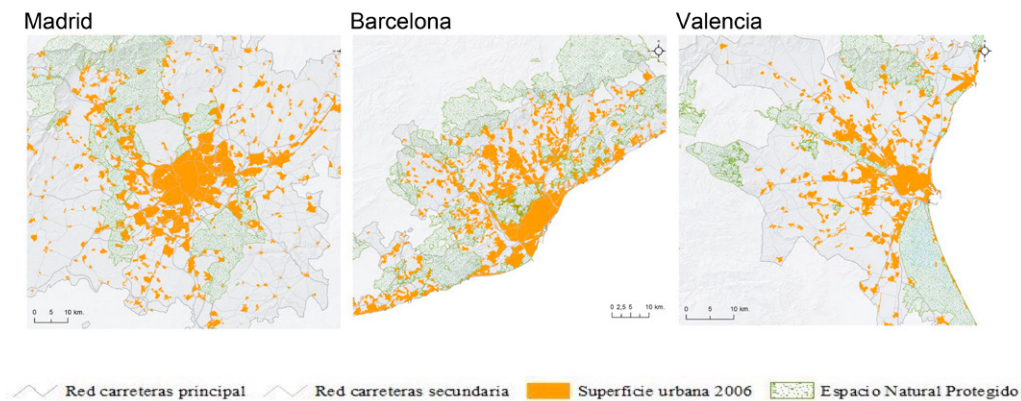 Madrid
Barcelona
Valencia
0 5 10 km.
0 2,5 5 10 km.
0 5 10 km.
Red carreteras principal
Red carreteras secundaria
Superficie urbana 2006
Espacio Natural Protegido